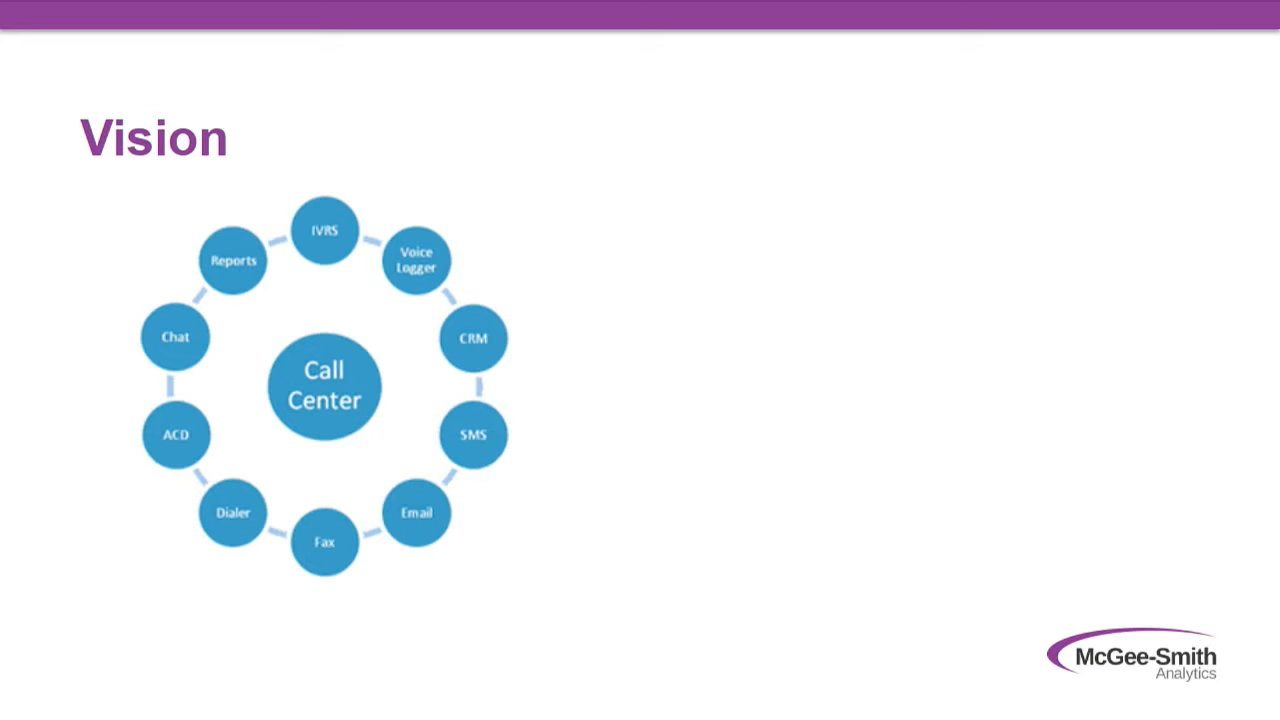 Vision
IVRS
Voice
Logger
CRM
SMS
Email
Fax
Dialer
ACD
Chat
Reports
Call
Center
McGee-Smith
Analytics